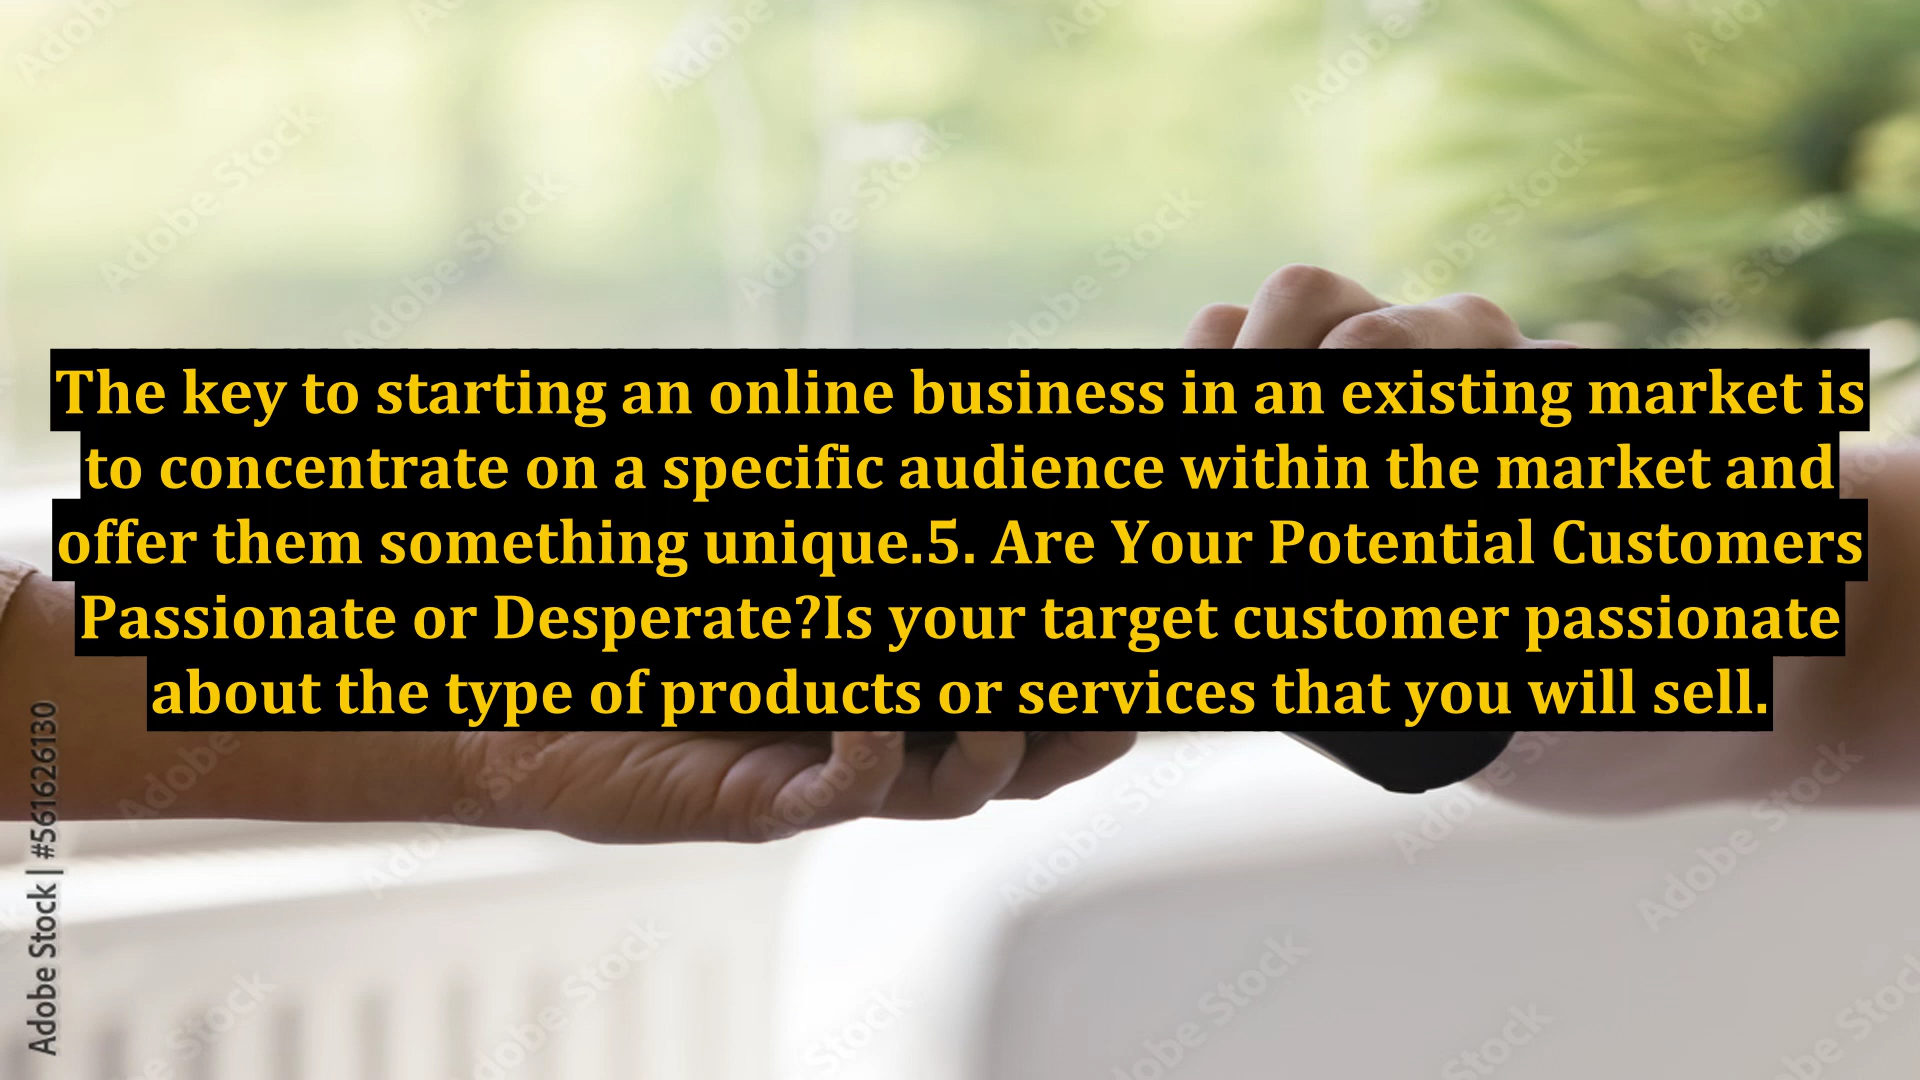 The key to starting an online business in an existing market is
to concentrate on a specific audience within the market and
offer them something unique.5. Are Your Potential Customers
Passionate or Desperate?Is your target customer passionate
about the type of products or services that you will sell.
Adobe Stock | #561626130
Adobe Stock